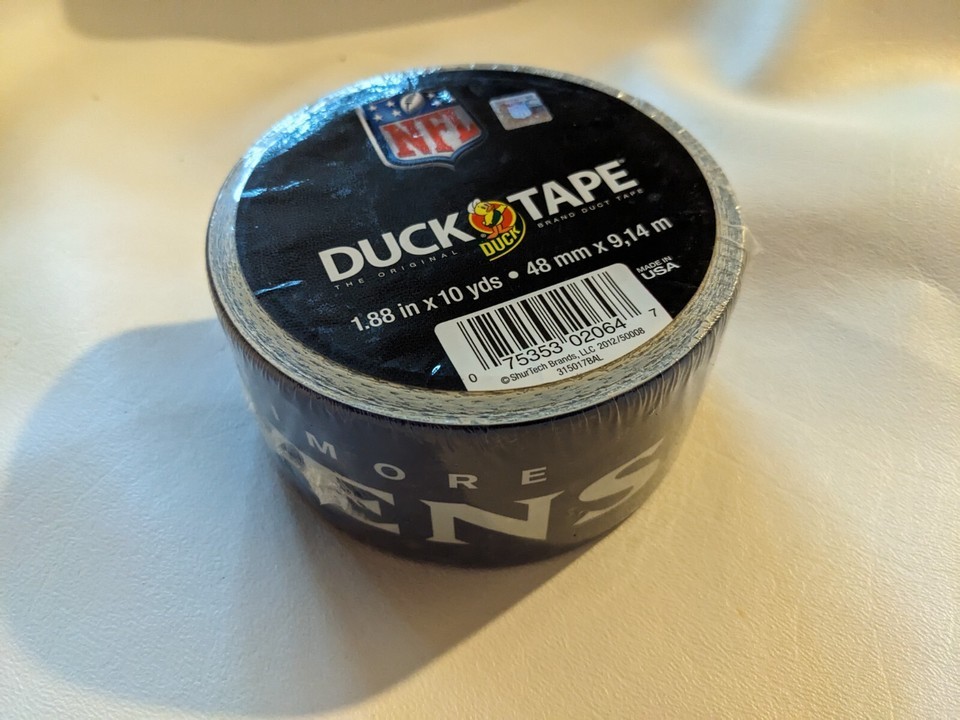 NFL
DUCK DUCK TAPE
THE ORIGINAL BRAND DUCT TAPE
1.88 in x 10 yds • 48 mm x 9,14 m
MADE IN
USA
0 75353 02064 7
©ShurTech Brands, LLC 2012/50008
315017BAL
IMORE
ENS